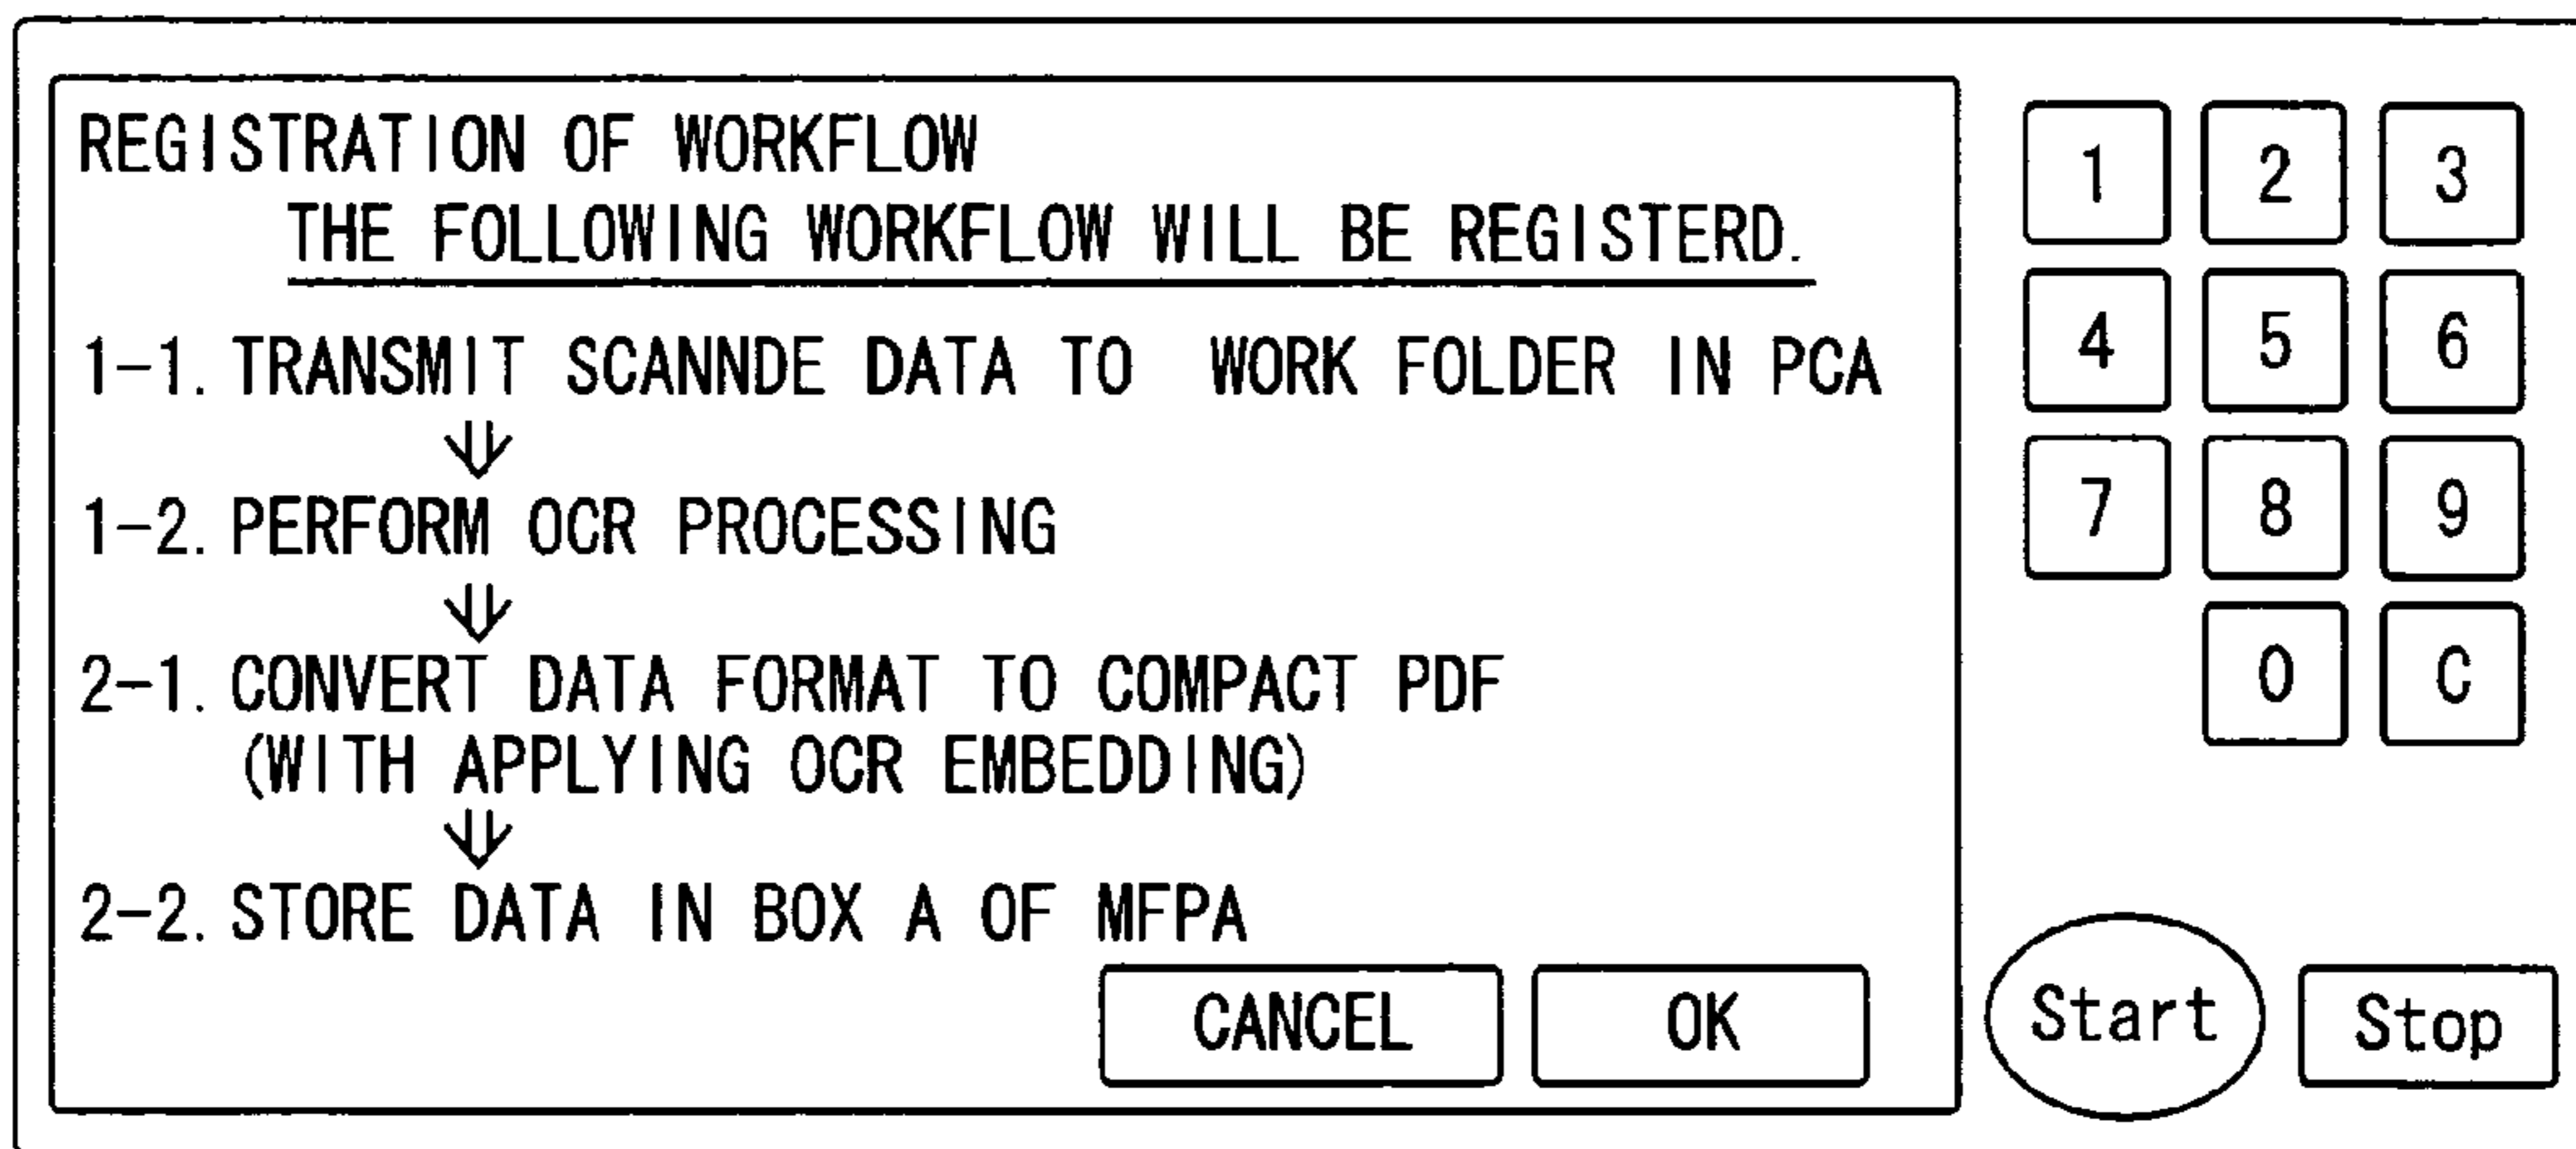 REGISTRATION OF WORKFLOW
THE FOLLOWING WORKFLOW WILL BE REGISTERD.
1-1. TRANSMIT SCANNDE DATA TO WORK FOLDER IN PCA
1-2. PERFORM OCR PROCESSING
2-1. CONVERT DATA FORMAT TO COMPACT PDF
(WITH APPLYING OCR EMBEDDING)
2-2. STORE DATA IN BOX A OF MFPA
CANCEL OK
1 2 3
4 5 6
7 8 9
0 C
Start Stop